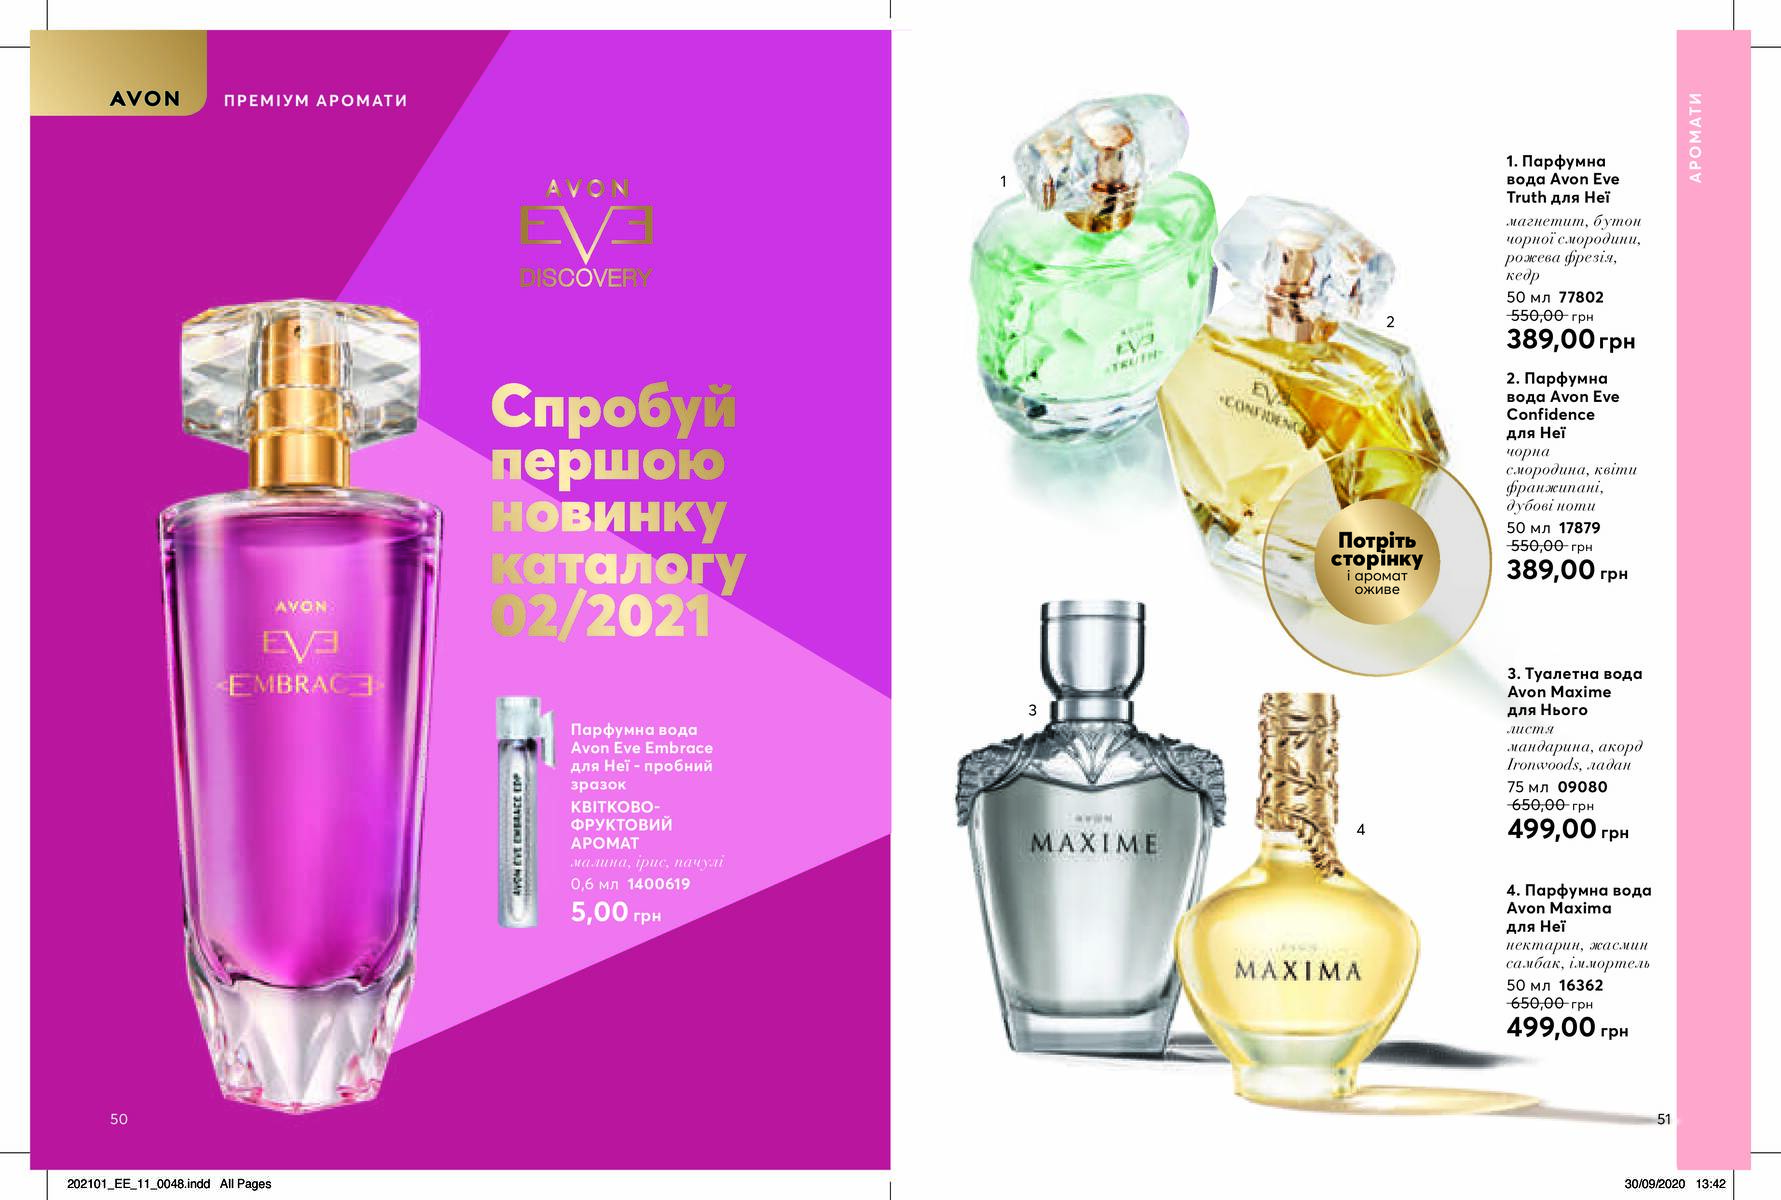 AVON
ПРЕМІУМ АРОМАТИ
AVON
EVE
DISCOVERY
Спробуй
першою
новинку
каталогу
02/2021
AVON
EVE
EMBRACE
AVON EVE EMBRACE EDP
Парфумна вода
Avon Eve Embrace
для Неї - пробний
зразок
КВІТКОВО-
ФРУКТОВИЙ
АРОМАТ
малина, ірис, пачулі
0,6 мл 1400619
5,00 грн
50
АРОМАТИ
1
AVON
EVE
TRUTH
2
EVE
CONFIDENCE
Потріть
сторінку
і аромат
оживе
3
AVON
MAXIME
4
AVON
MAXIMA
1. Парфумна
вода Avon Eve
Truth для Неї
магнетит, бутон
чорної смородини,
рожева фрезія,
кедр
50 мл 77802
550,00 грн
389,00 грн
2. Парфумна
вода Avon Eve
Confidence
для Неї
чорна
смородина, квіти
франжипані,
дубові ноти
50 мл 17879
550,00 грн
389,00 грн
3. Туалетна вода
Avon Maxime
для Нього
листя
мандарина, акорд
Ironwoods, ладан
75 мл 09080
650,00 грн
499,00 грн
4. Парфумна вода
Avon Maxima
для Неї
нектарин, жасмин
самбак, іммортель
50 мл 16362
650,00 грн
499,00 грн
51
202101_EE_11_0048.indd All Pages
30/09/2020 13:42